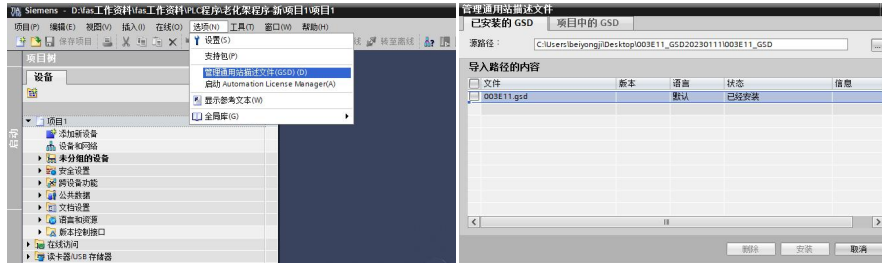 Siemens - D:\fas工作资料\fas工作资料\PLC程序\老化架程序\新项目1\项目1
项目(P) 编辑(E) 视图(V) 插入(I) 在线(O) 选项(N) 工具(T) 窗口(W) 帮助(H)
保存项目
转至离线
设置(S)
支持包(P)
管理通用站描述文件(GSD) (D)
启动 Automation License Manager(A)
显示参考文本(W)
全局库(G)
项目树
设备
启动
项目1
添加新设备
设备和网络
未分组的设备
安全设置
跨设备功能
公共数据
文档设置
语言和资源
版本控制接口
在线访问
读卡器/USB 存储器
管理通用站描述文件
已安装的 GSD 项目中的 GSD
源路径: C:\Users\beiyongji\Desktop\003E11_GSD20230111\003E11_GSD
导入路径的内容
文件 版本 语言 状态 信息
003E11.gsd 默认 已经安装
删除 安装 取消